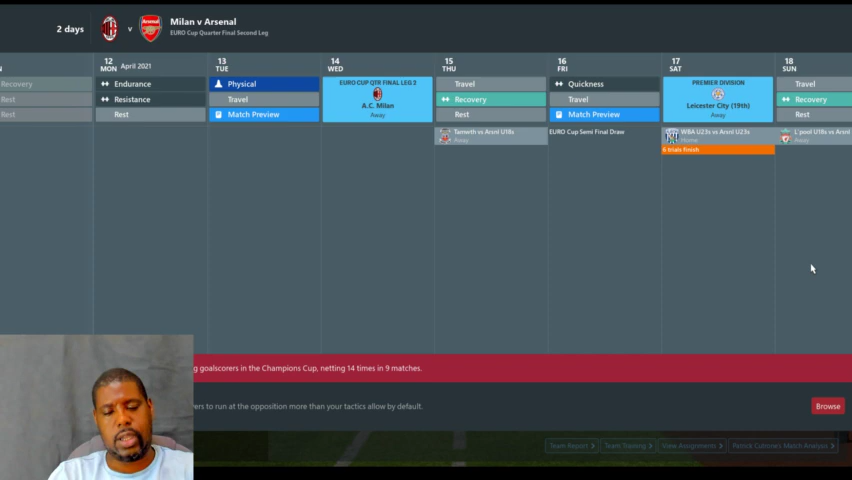 2 days
v
Milan v Arsenal
EURO Cup Quarter Final Second Leg
Recovery
Rest
Rest
12
MON
April 2021
Endurance
Resistance
Rest
13
TUE
Physical
Travel
Match Preview
14
WED
EURO CUP QTR FINAL LEG 2
A.C. Milan
Away
15
THU
Travel
Recovery
Rest
Tamwth vs Arsnl U18s
Away
16
FRI
Quickness
Travel
Match Preview
EURO Cup Semi Final Draw
17
SAT
PREMIER DIVISION
Leicester City (19th)
Away
WBA U23s vs Arsnl U23s
Home
6 trials finish
18
SUN
Travel
Recovery
Rest
L'pool U18s vs Arsnl
Away
g goalscorers in the Champions Cup, netting 14 times in 9 matches.
ers to run at the opposition more than your tactics allow by default.
Browse
Team Report
Team Training
View Assignments
Match Analysis